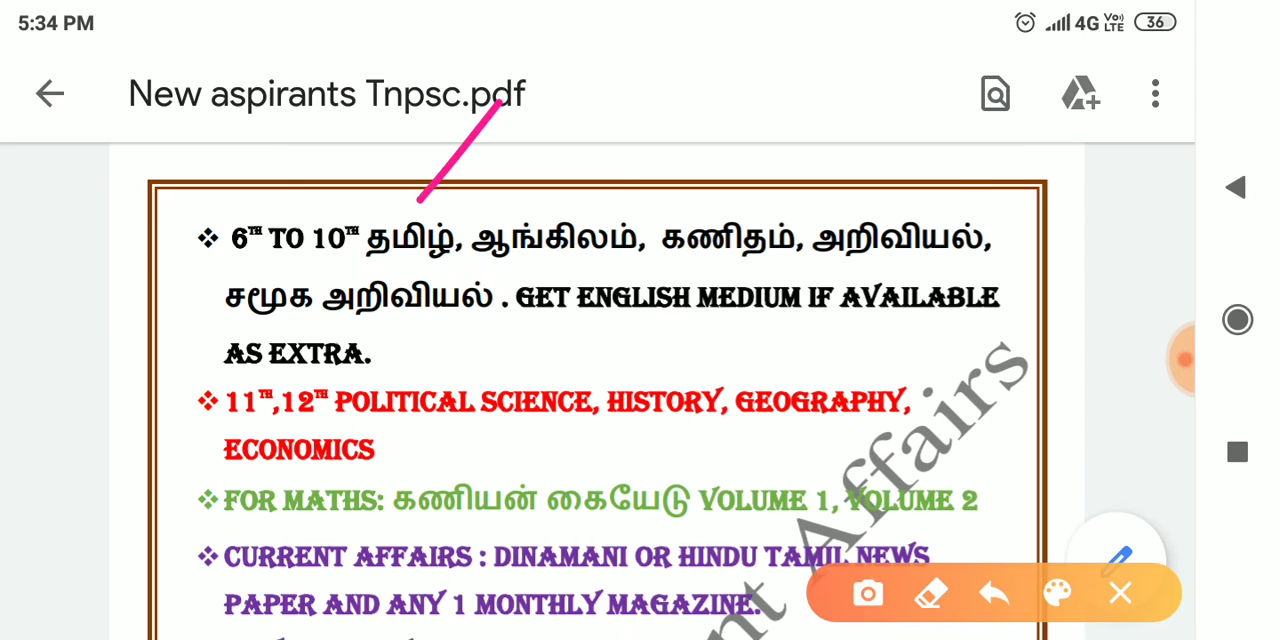 5:34 PM 4G Vo) LTE 36
New aspirants Tnpsc.pdf
❖ 6TH TO 10TH தமிழ், ஆங்கிலம், கணிதம், அறிவியல்,
சமூக அறிவியல் . GET ENGLISH MEDIUM IF AVAILABLE
AS EXTRA.
❖ 11TH,12TH POLITICAL SCIENCE, HISTORY, GEOGRAPHY,
ECONOMICS
❖ FOR MATHS: கணியன் கையேடு VOLUME 1, VOLUME 2
❖ CURRENT AFFAIRS : DINAMANI OR HINDU TAMIL NEWS
PAPER AND ANY 1 MONTHLY MAGAZINE.
Affairs